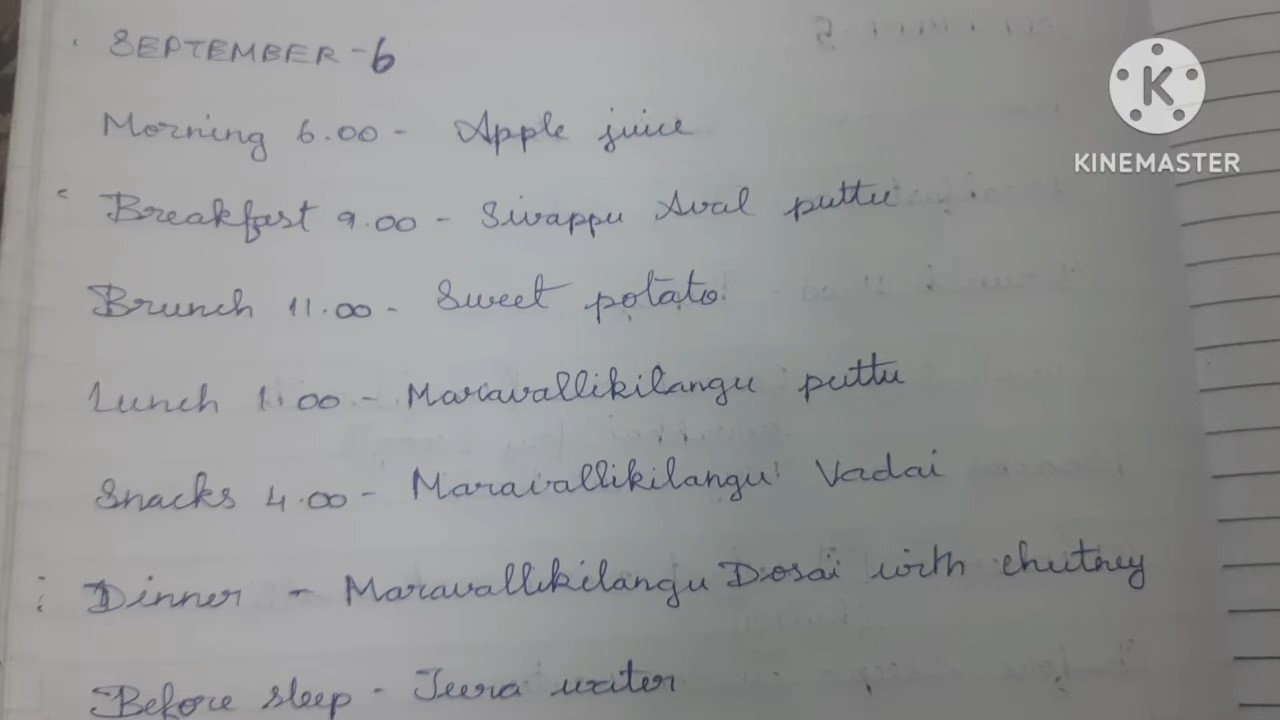 SEPTEMBER - 6
Morning 6.00 - Apple juice
Breakfast 9.00 - Sivappu Aval puttu
Brunch 11.00 - Sweet potato
Lunch 1.00 - Maravallikilangu puttu
Snacks 4.00 - Maravallikilangu Vadai
Dinner - Maravallikilangu Dosai with chutney
Before sleep - Jeera water
K
KINEMASTER